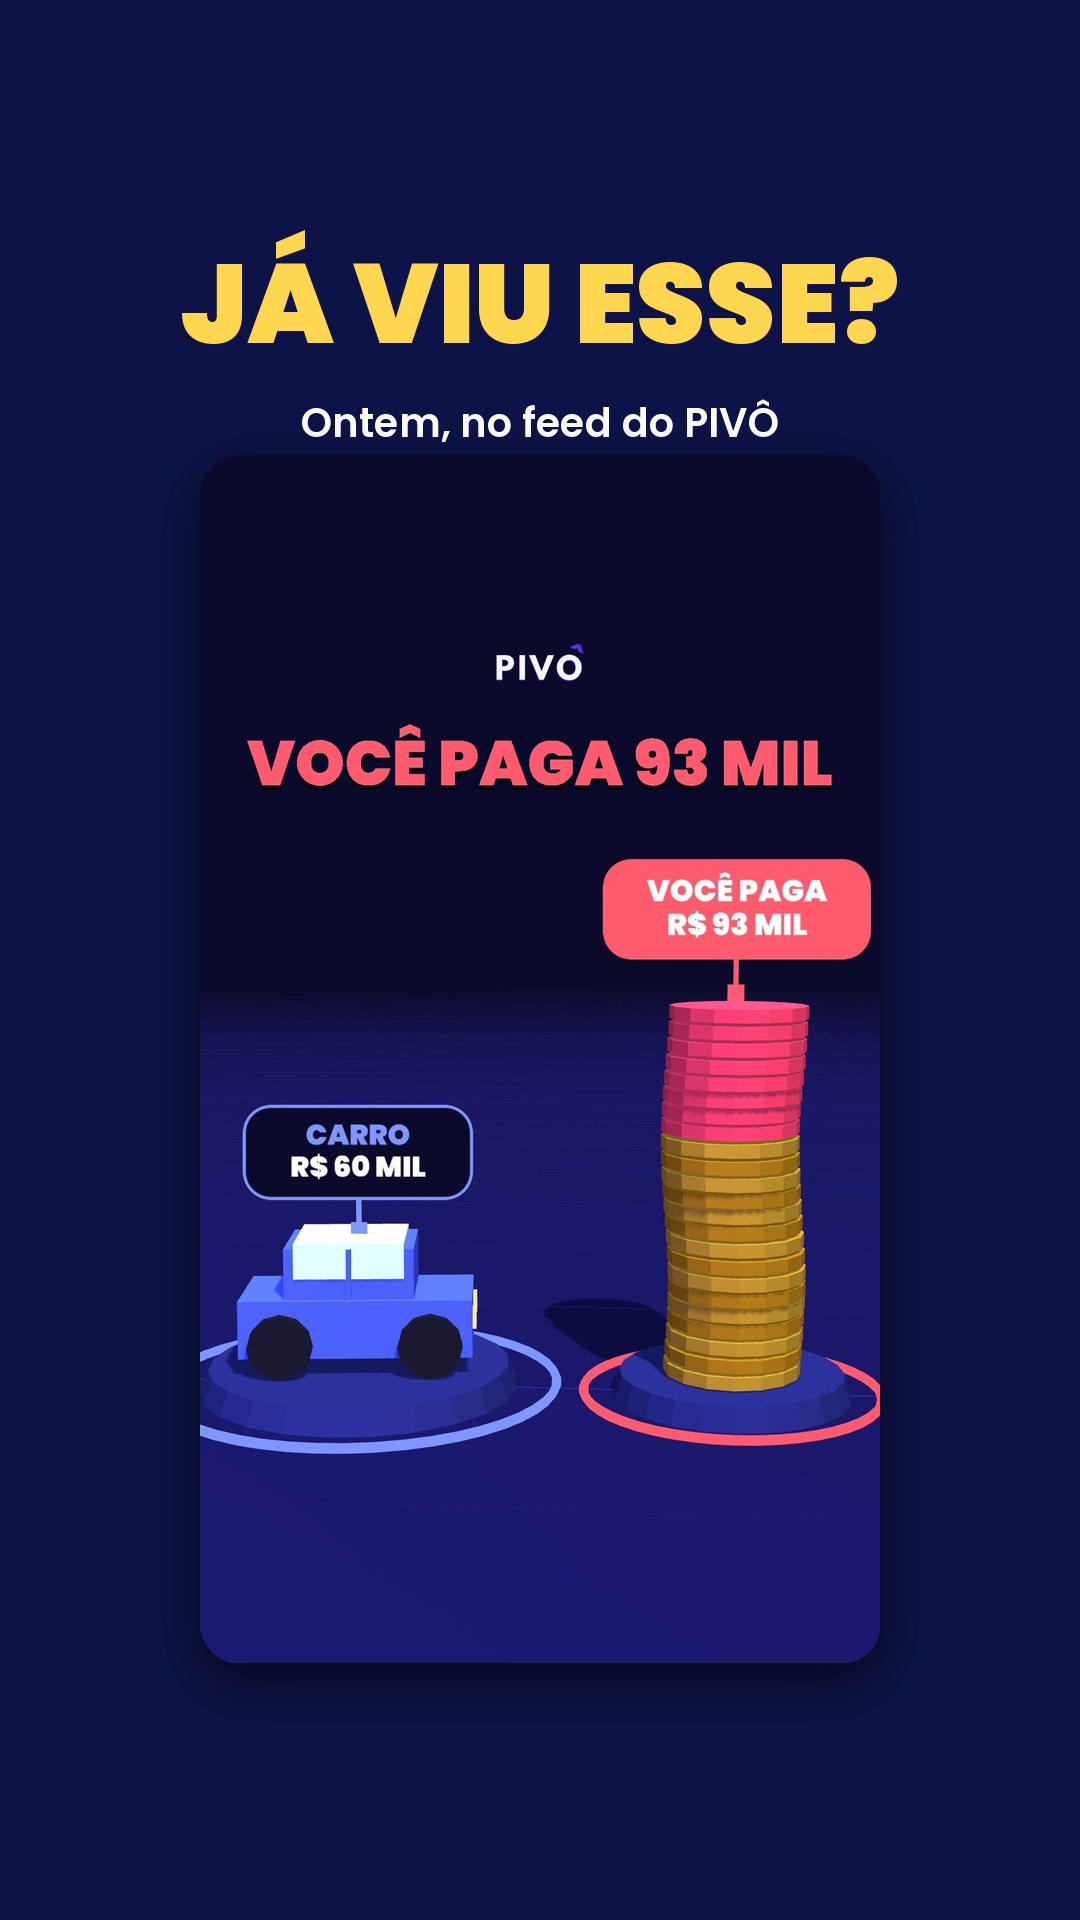 JÁ VIU ESSE?
Ontem, no feed do PIVÔ
PIVÔ
VOCÊ PAGA 93 MIL
VOCÊ PAGA
R$ 93 MIL
CARRO
R$ 60 MIL